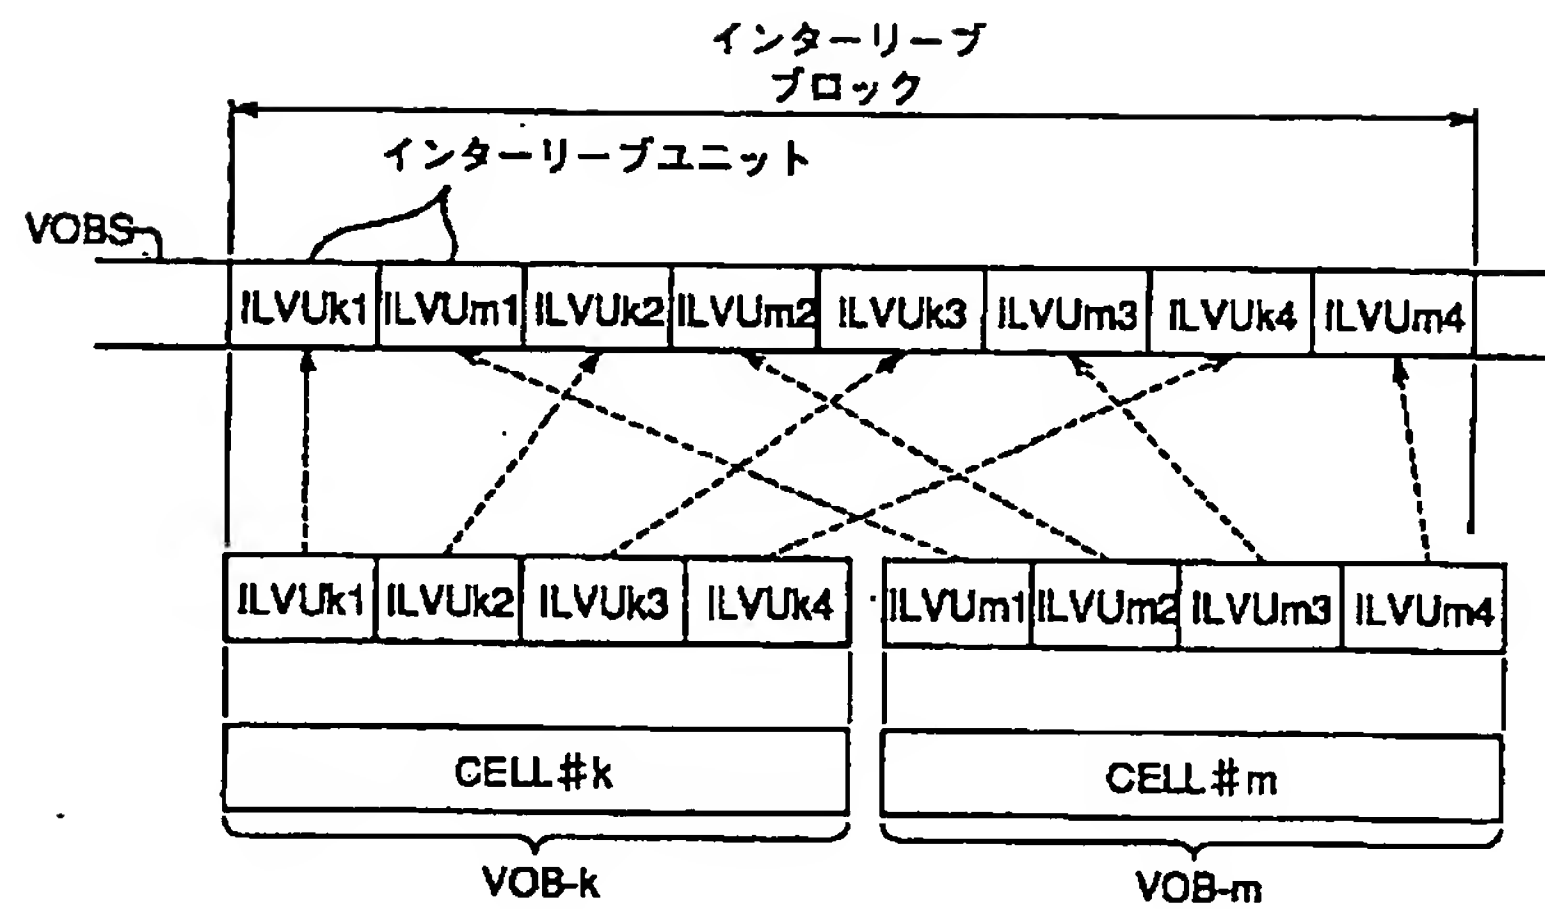 インターリーブ
ブロック
インターリーブユニット
VOBS
ILVUk1 ILVUm1 ILVUk2 ILVUm2 ILVUk3 ILVUm3 ILVUk4 ILVUm4
ILVUk1 ILVUk2 ILVUk3 ILVUk4 ILVUm1 ILVUm2 ILVUm3 ILVUm4
CELL#k CELL#m
VOB-k VOB-m